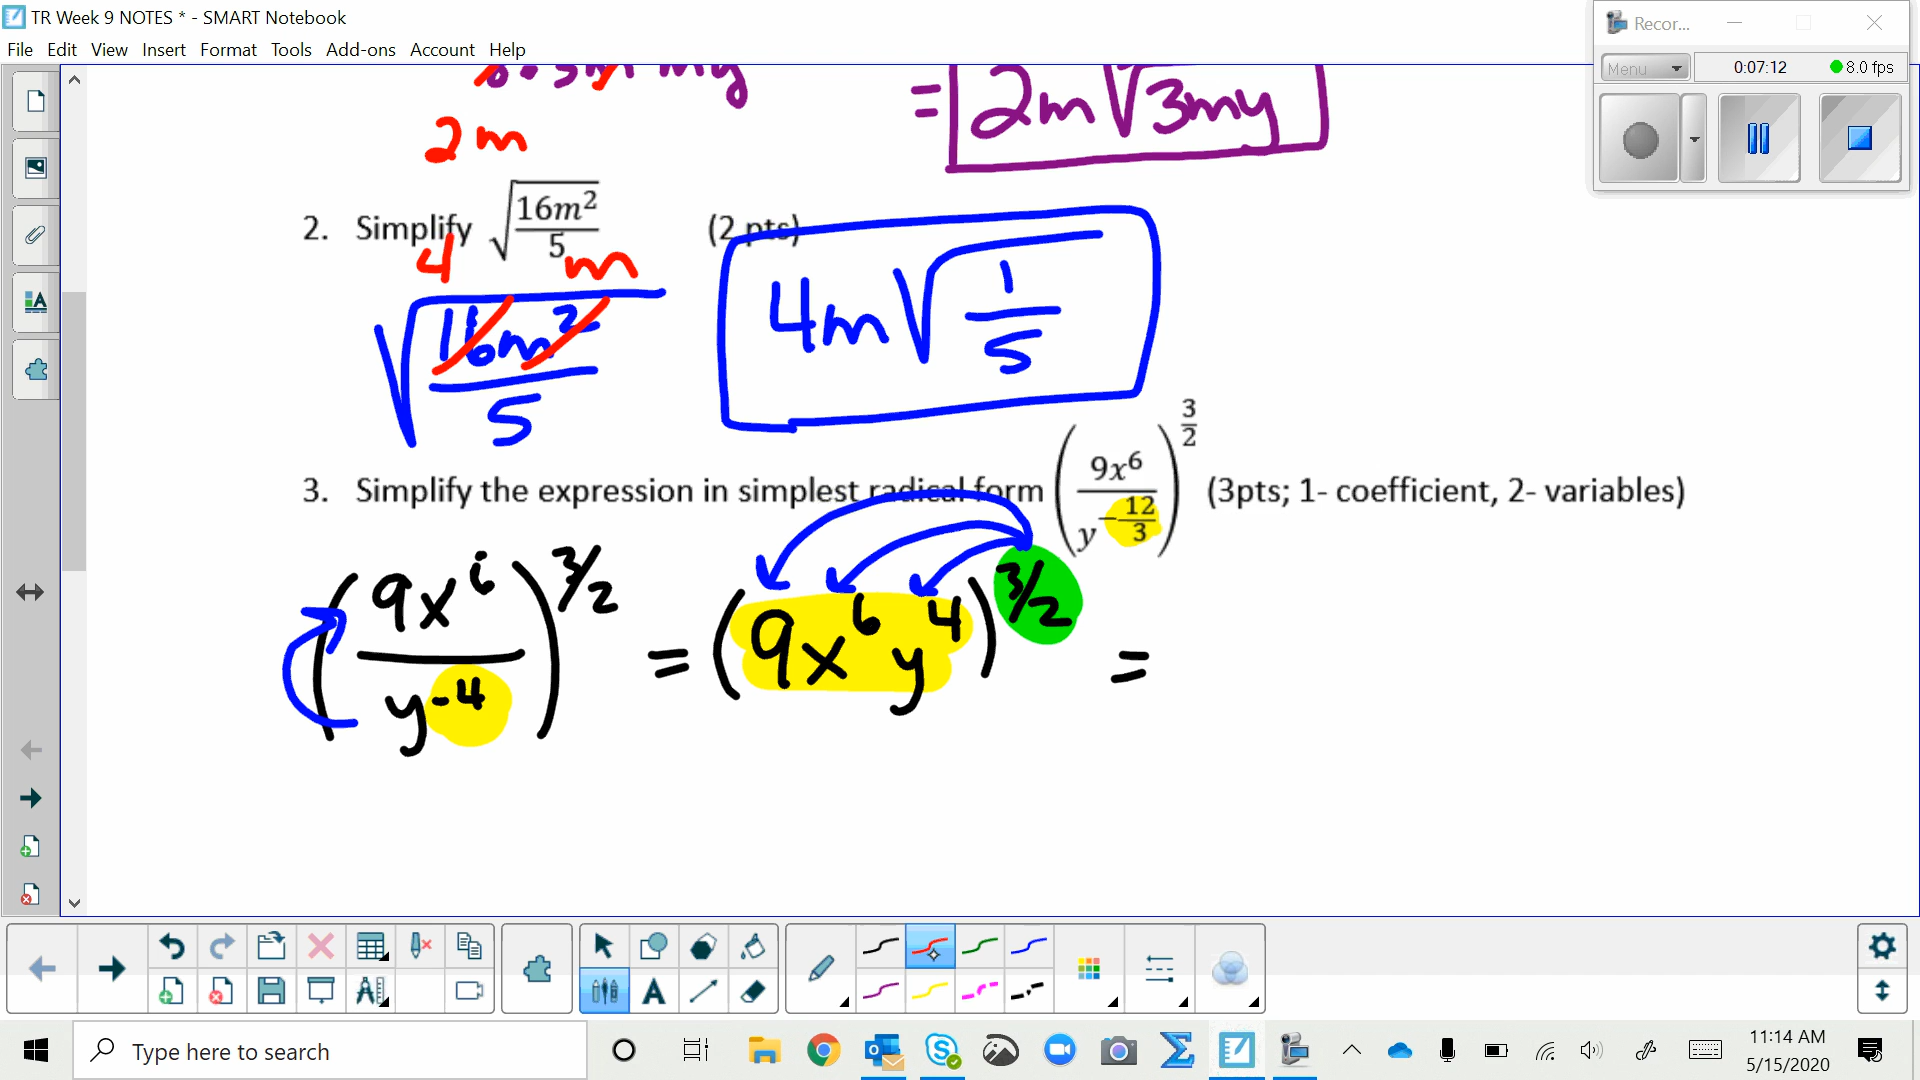 TR Week 9 NOTES * - SMART Notebook
File Edit View Insert Format Tools Add-ons Account Help
Recor...
Menu 0:07:12 8.0 fps
2m
= 2m√3my
2. Simplify √(16m²/5) (2 pts)
4 m
√(16m²/5)
4m√(1/5)
3. Simplify the expression in simplest radical form (9x⁶/y^(-12/3))^(3/2) (3pts; 1- coefficient, 2- variables)
(9x⁶/y⁻⁴)^(3/2) = (9x⁶y⁴)^(3/2) =
Type here to search
11:14 AM
5/15/2020